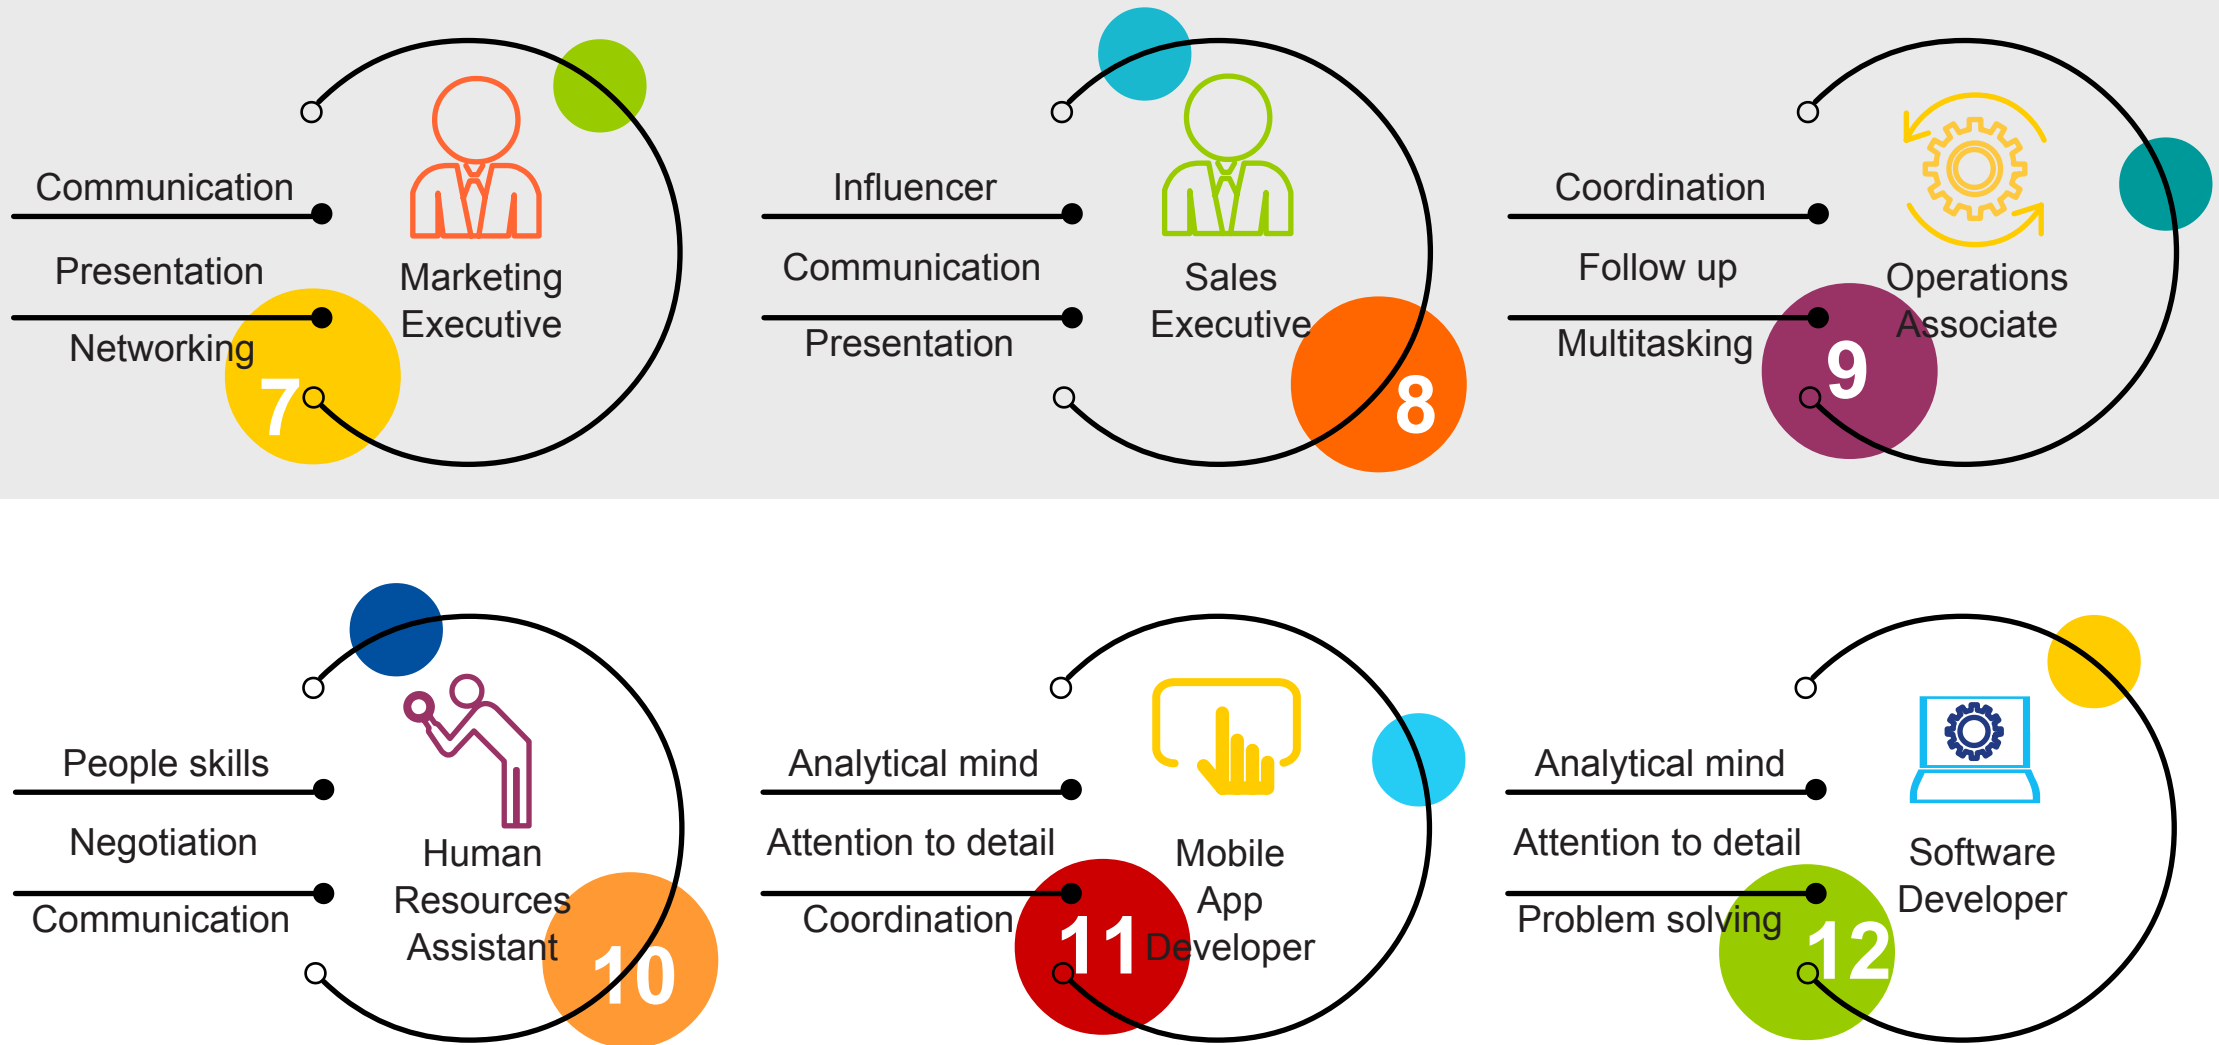 Communication
Presentation
Networking
7
Marketing
Executive
Influencer
Communication
Presentation
8
Sales
Executive
Coordination
Follow up
Multitasking
9
Operations
Associate
People skills
Negotiation
Communication
10
Human
Resources
Assistant
Analytical mind
Attention to detail
Coordination
11
Mobile
App
Developer
Analytical mind
Attention to detail
Problem solving
12
Software
Developer